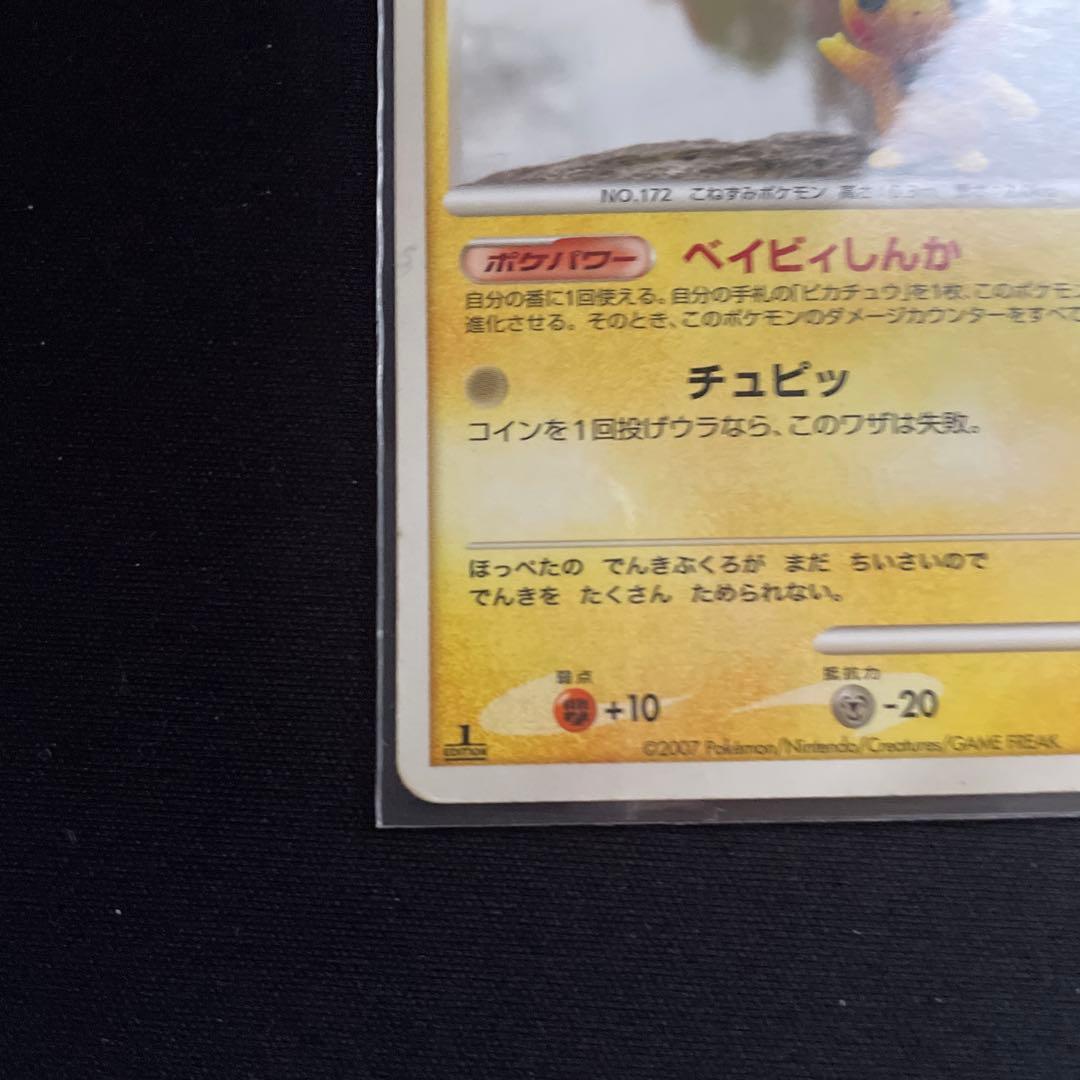 NO.172 こねずみポケモン 高さ:0.3m
ポケパワー ベイビィしんか
自分の番に1回使える。自分の手札の「ピカチュウ」を1枚、このポケモン
進化させる。そのとき、このポケモンのダメージカウンターをすべて
チュピッ
コインを1回投げウラなら、このワザは失敗。
ほっぺたの でんきぶくろが まだ ちいさいので
でんきを たくさん ためられない。
弱点 抵抗力
+10 -20
1 EDITION
©2007 Pokémon/Nintendo/Creatures/GAME FREAK